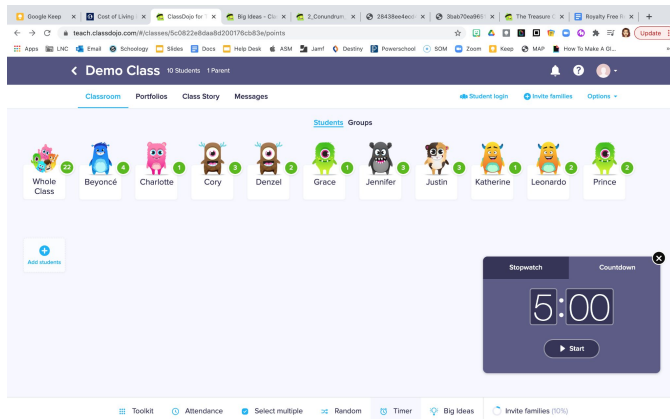 Google Keep
Cost of Living
ClassDojo for T
Big Ideas - Cla
2_Conundrum_
28438ee4ecd
3bab70ea969
The Treasure C
Royalty Free R
teach.classdojo.com/#/classes/5c0822e8daa8d200176cb83e/points
Update
Apps LNC Email Schoology Slides Docs Help Desk ASM Jamf Destiny Powerschool SOM Zoom Keep MAP How To Make A Gl...
Demo Class 10 Students 1 Parent
Classroom Portfolios Class Story Messages
Student login Invite families Options
Students Groups
22 4 1 3 2 1 3 3 1 2 2
Whole Class
Beyoncé Charlotte Cory Denzel Grace Jennifer Justin Katherine Leonardo Prince
Add students
Stopwatch Countdown
5:00
Start
Toolkit Attendance Select multiple Random Timer Big Ideas Invite families (10%)